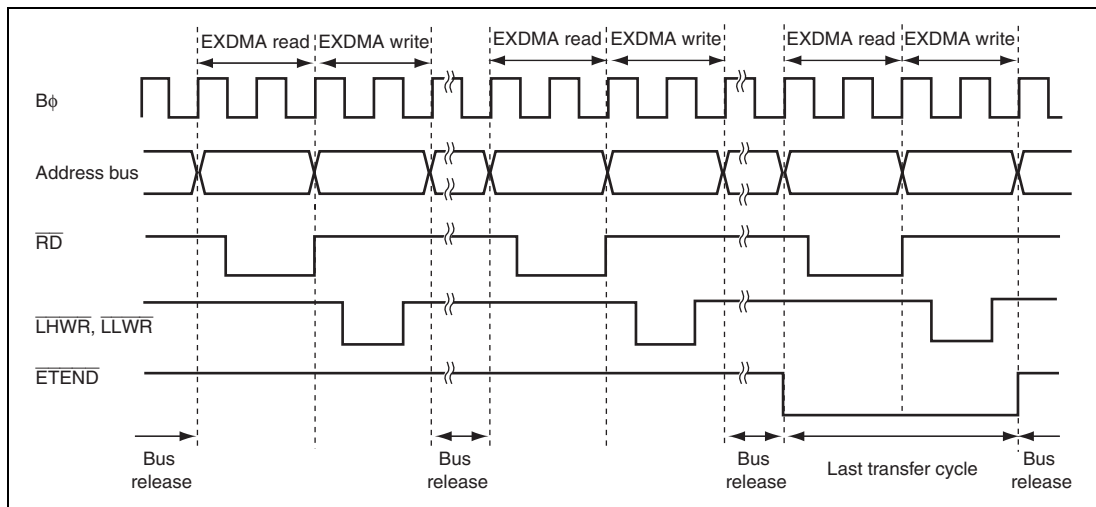 EXDMA read EXDMA write EXDMA read EXDMA write EXDMA read EXDMA write
Bϕ
Address bus
RD
LHWR, LLWR
ETEND
Bus release
Bus release
Bus release
Last transfer cycle
Bus release